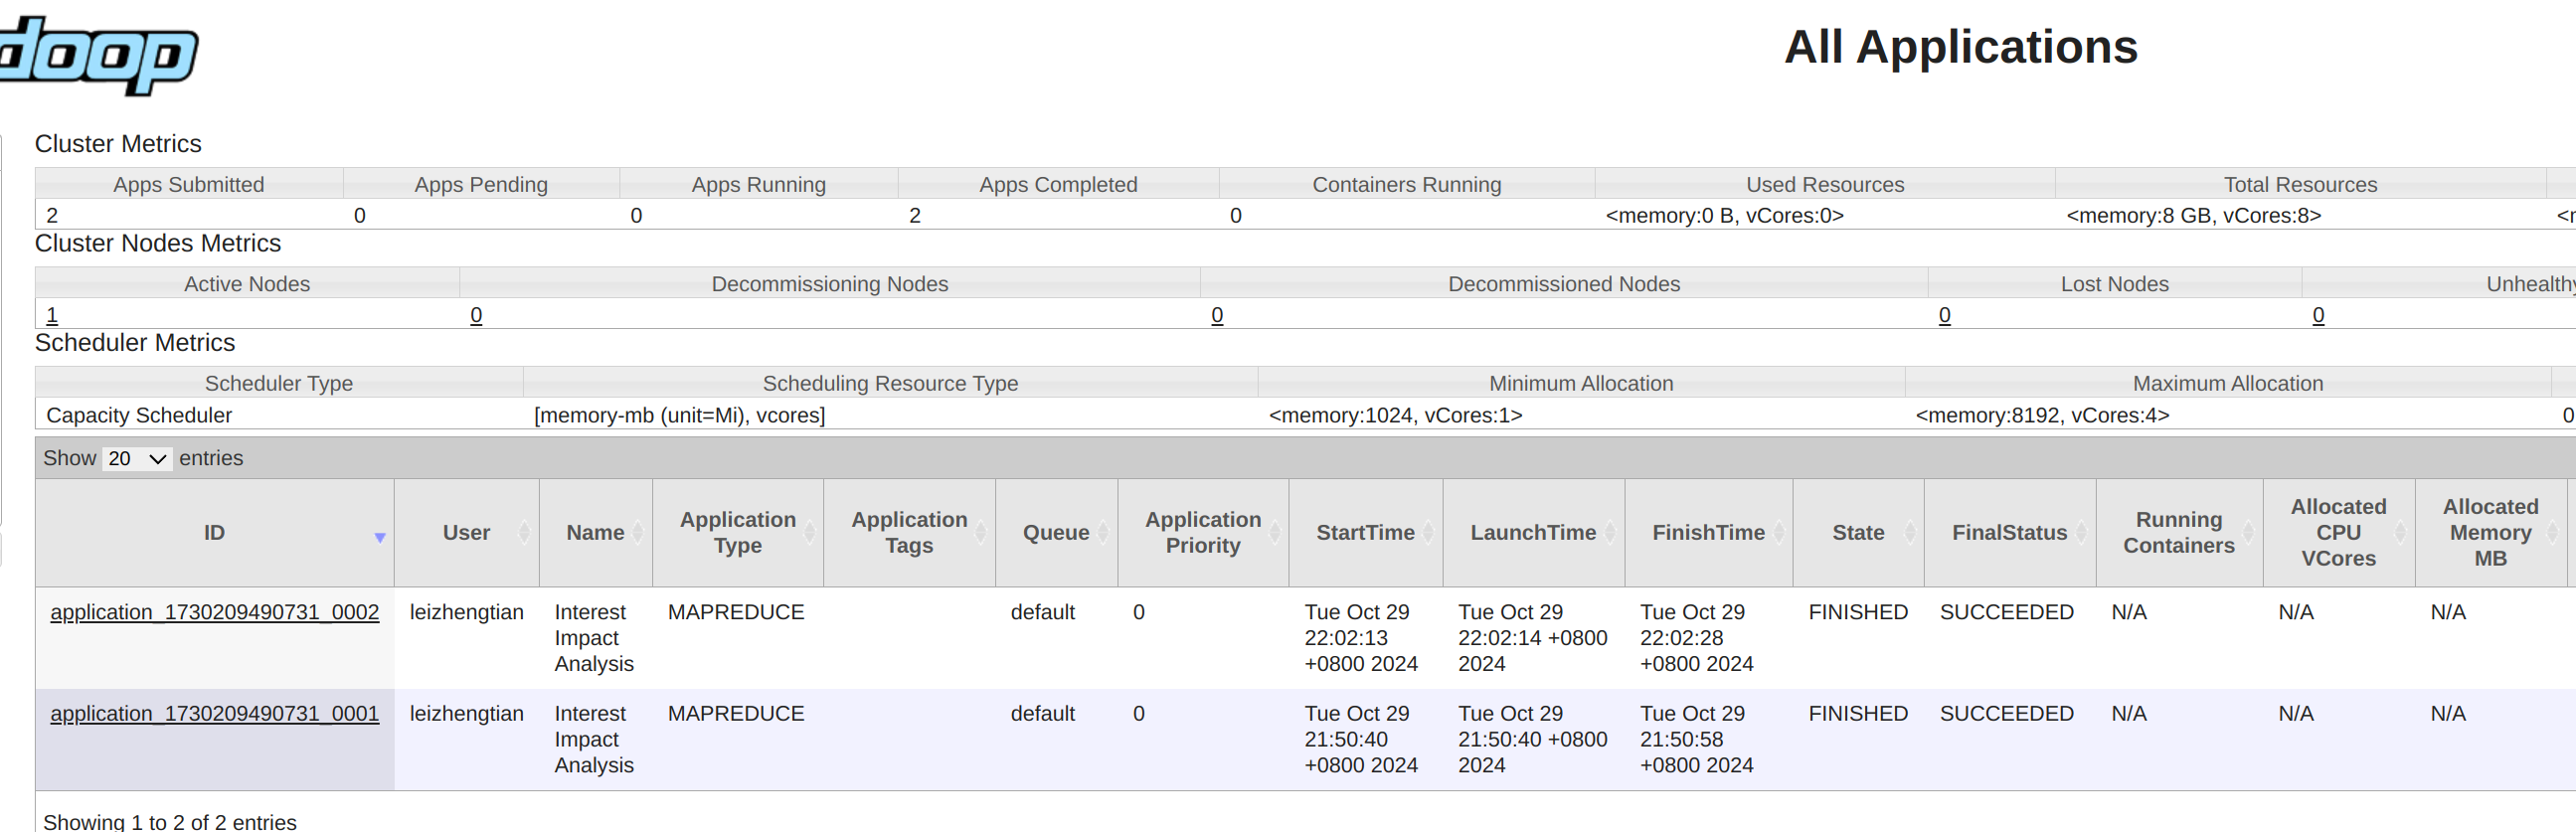 doop
All Applications
Cluster Metrics
Apps Submitted Apps Pending Apps Running Apps Completed Containers Running Used Resources Total Resources
2 0 0 2 0 <memory:0 B, vCores:0> <memory:8 GB, vCores:8>
Cluster Nodes Metrics
Active Nodes Decommissioning Nodes Decommissioned Nodes Lost Nodes Unhealthy
1 0 0 0 0
Scheduler Metrics
Scheduler Type Scheduling Resource Type Minimum Allocation Maximum Allocation
Capacity Scheduler [memory-mb (unit=Mi), vcores] <memory:1024, vCores:1> <memory:8192, vCores:4> 0
Show 20 entries
ID User Name Application Type Application Tags Queue Application Priority StartTime LaunchTime FinishTime State FinalStatus Running Containers Allocated CPU VCores Allocated Memory MB
application_1730209490731_0002 leizhengtian Interest Impact Analysis MAPREDUCE default 0 Tue Oct 29 22:02:13 +0800 2024 Tue Oct 29 22:02:14 +0800 2024 Tue Oct 29 22:02:28 +0800 2024 FINISHED SUCCEEDED N/A N/A N/A
application_1730209490731_0001 leizhengtian Interest Impact Analysis MAPREDUCE default 0 Tue Oct 29 21:50:40 +0800 2024 Tue Oct 29 21:50:40 +0800 2024 Tue Oct 29 21:50:58 +0800 2024 FINISHED SUCCEEDED N/A N/A N/A
Showing 1 to 2 of 2 entries